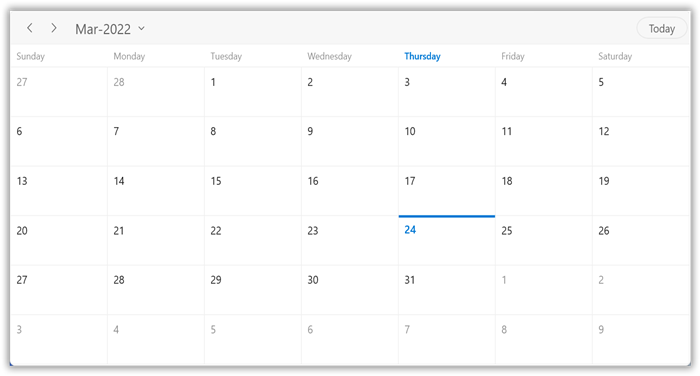 Mar-2022 Today
Sunday Monday Tuesday Wednesday Thursday Friday Saturday
27 28 1 2 3 4 5
6 7 8 9 10 11 12
13 14 15 16 17 18 19
20 21 22 23 24 25 26
27 28 29 30 31 1 2
3 4 5 6 7 8 9